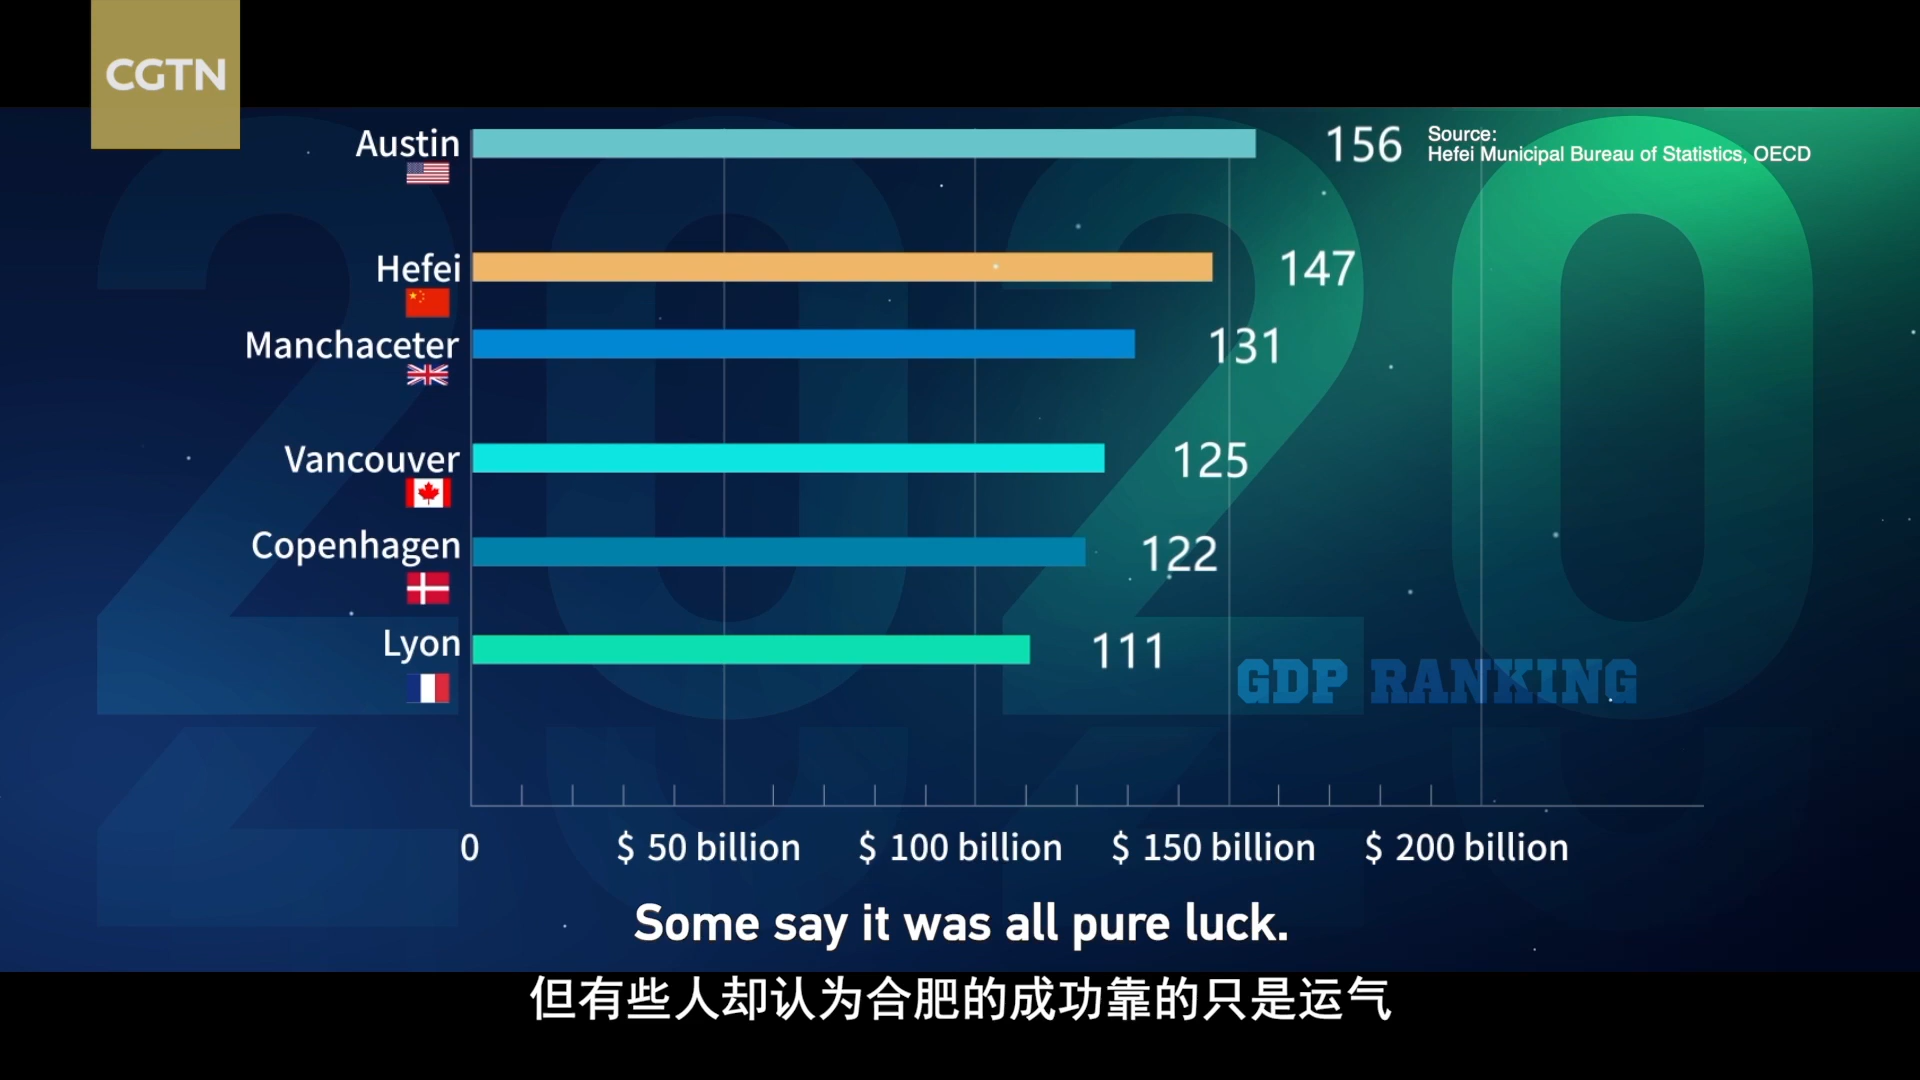 CGTN
Austin
156
Source:
Hefei Municipal Bureau of Statistics, OECD
Hefei
147
Manchaceter
131
Vancouver
125
Copenhagen
122
Lyon
111
2020
GDP RANKING
0
$ 50 billion
$ 100 billion
$ 150 billion
$ 200 billion
Some say it was all pure luck.
但有些人却认为合肥的成功靠的只是运气